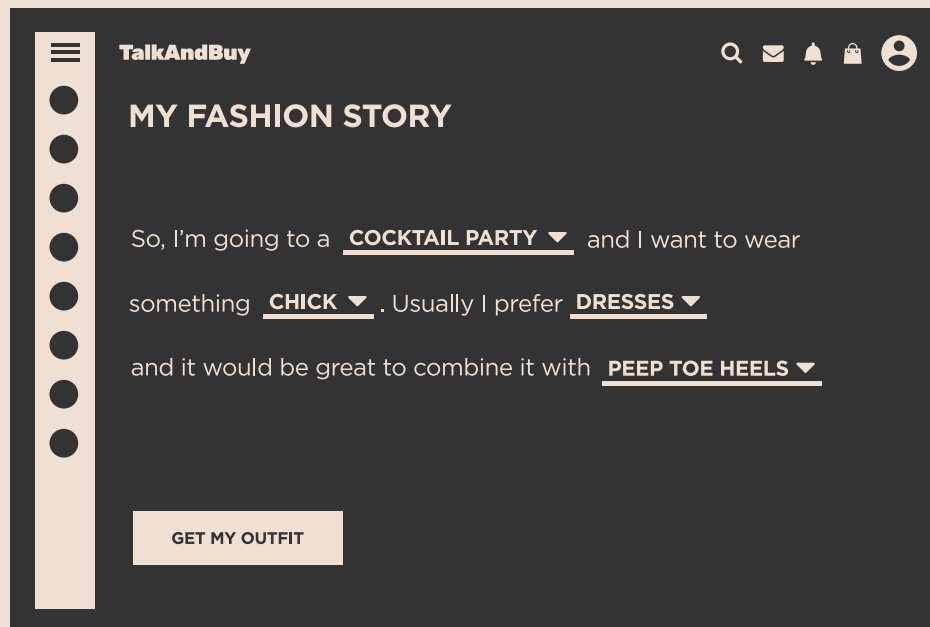 TalkAndBuy
MY FASHION STORY
So, I’m going to a COCKTAIL PARTY and I want to wear
something CHICK . Usually I prefer DRESSES
and it would be great to combine it with PEEP TOE HEELS
GET MY OUTFIT